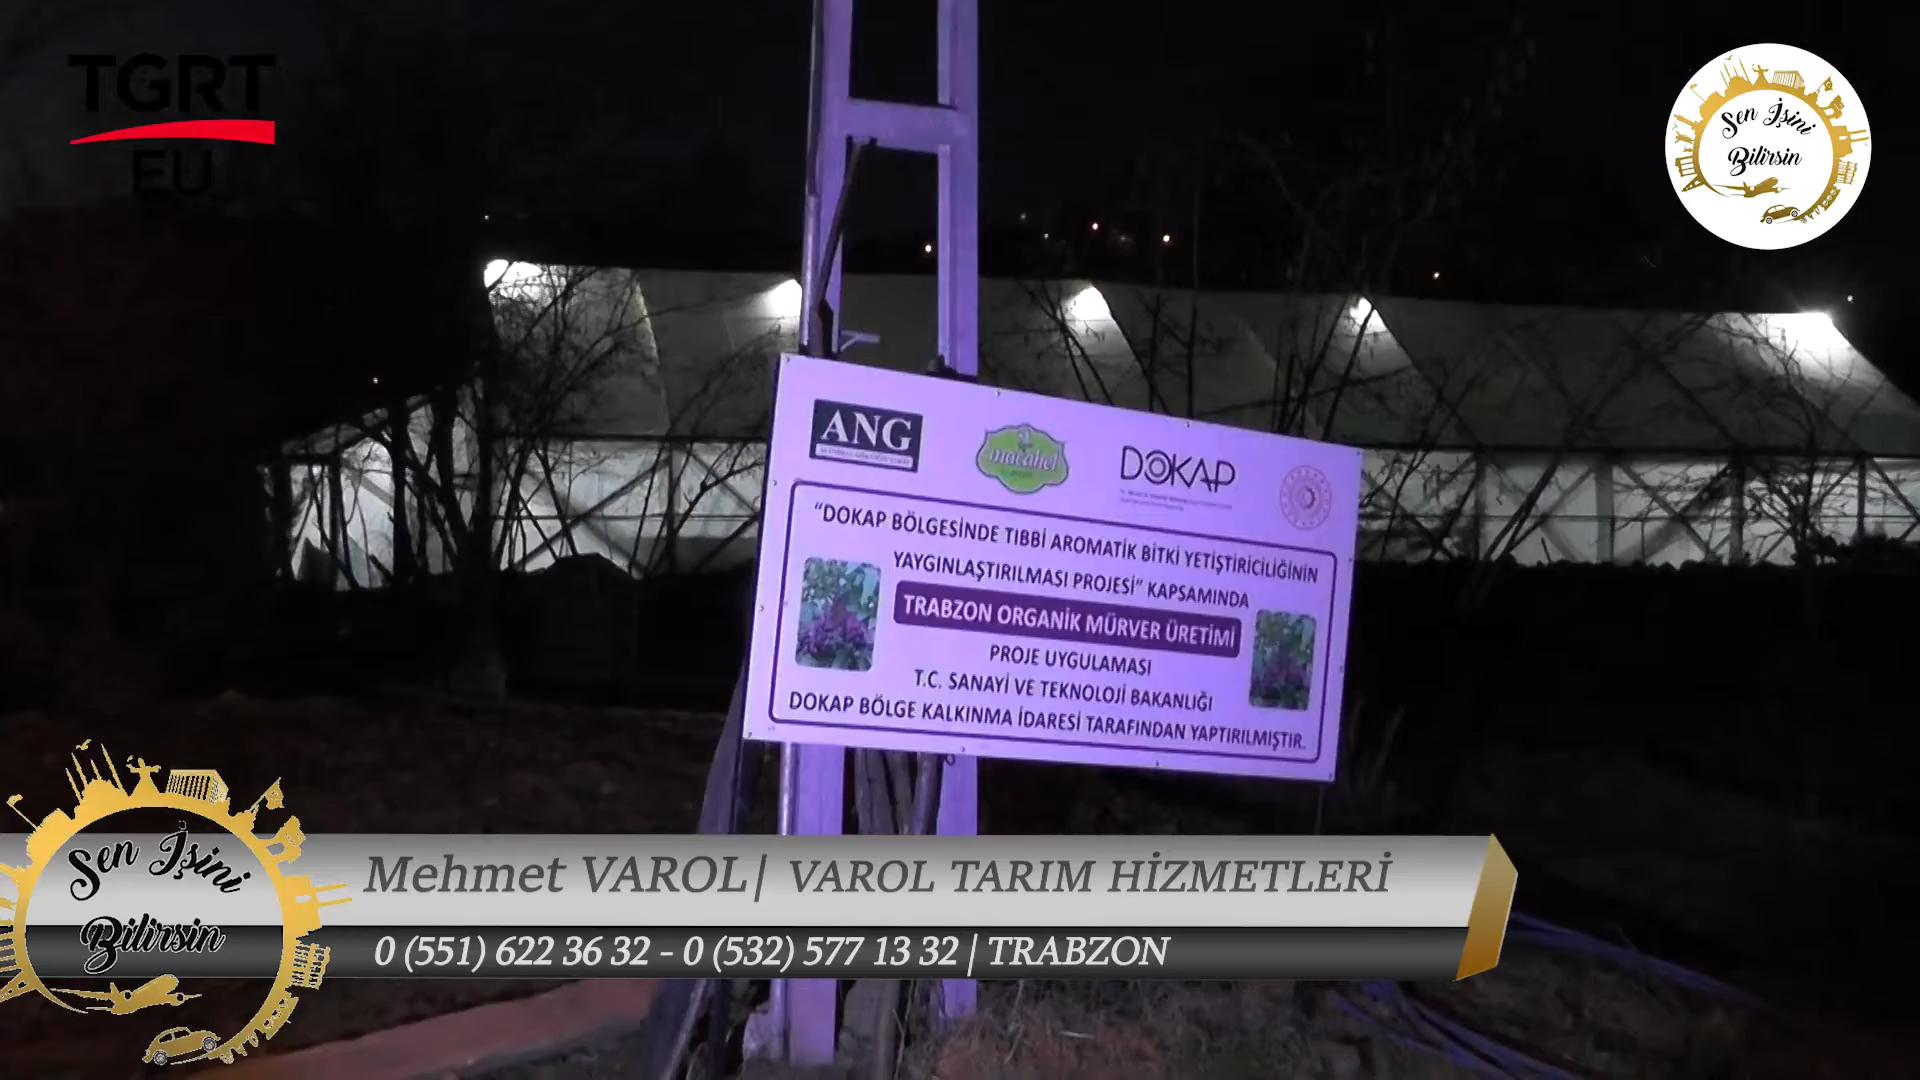 TGRT
EU
Sen İşini
Bilirsin
ANG
macahel
DOKAP
“DOKAP BÖLGESİNDE TIBBİ AROMATİK BİTKİ YETİŞTİRİCİLİĞİNİN
YAYGINLAŞTIRILMASI PROJESİ” KAPSAMINDA
TRABZON ORGANİK MÜRVER ÜRETİMİ
PROJE UYGULAMASI
T.C. SANAYİ VE TEKNOLOJİ BAKANLIĞI
DOKAP BÖLGE KALKINMA İDARESİ TARAFINDAN YAPTIRILMIŞTIR.
Sen İşini
Bilirsin
Mehmet VAROL| VAROL TARIM HİZMETLERİ
0 (551) 622 36 32 - 0 (532) 577 13 32 | TRABZON